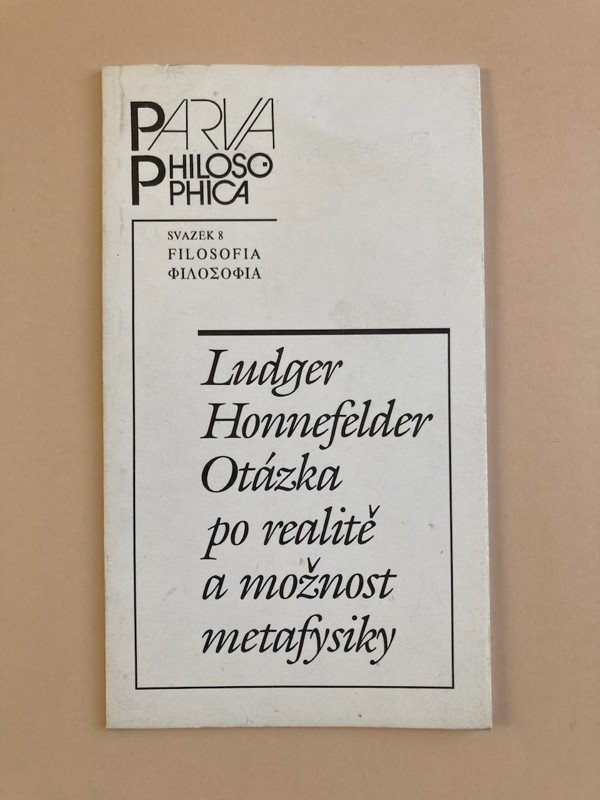 PARVA
PHILOSO
PHICA
SVAZEK 8
FILOSOFIA
ΦΙΛΟΣΟΦΙΑ
Ludger
Honnefelder
Otázka
po realitě
a možnost
metafysiky